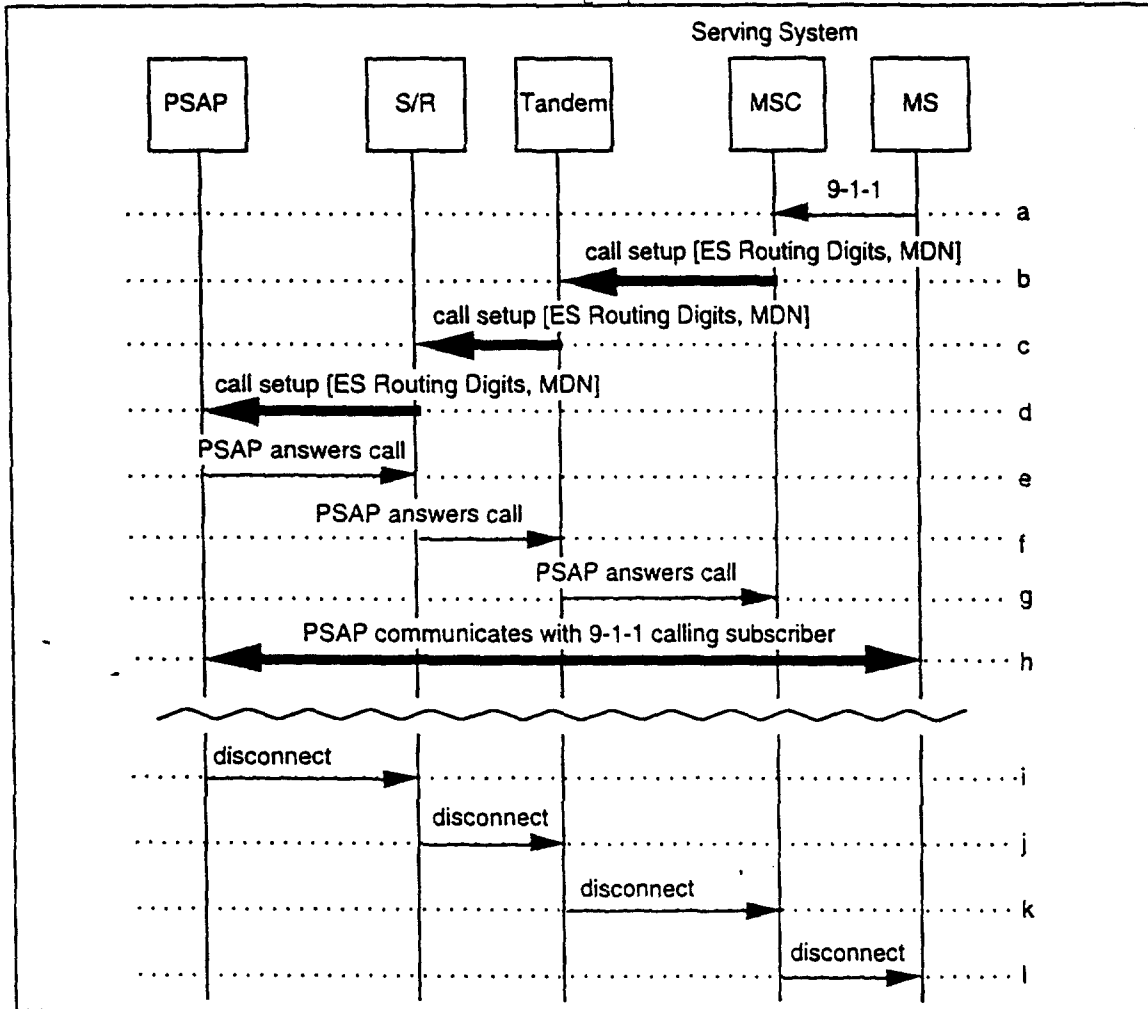 Serving System
PSAP S/R Tandem MSC MS
9-1-1
a
call setup [ES Routing Digits, MDN]
b
call setup [ES Routing Digits, MDN]
c
call setup [ES Routing Digits, MDN]
d
PSAP answers call
e
PSAP answers call
f
PSAP answers call
g
PSAP communicates with 9-1-1 calling subscriber
h
disconnect
i
disconnect
j
disconnect
k
disconnect
l